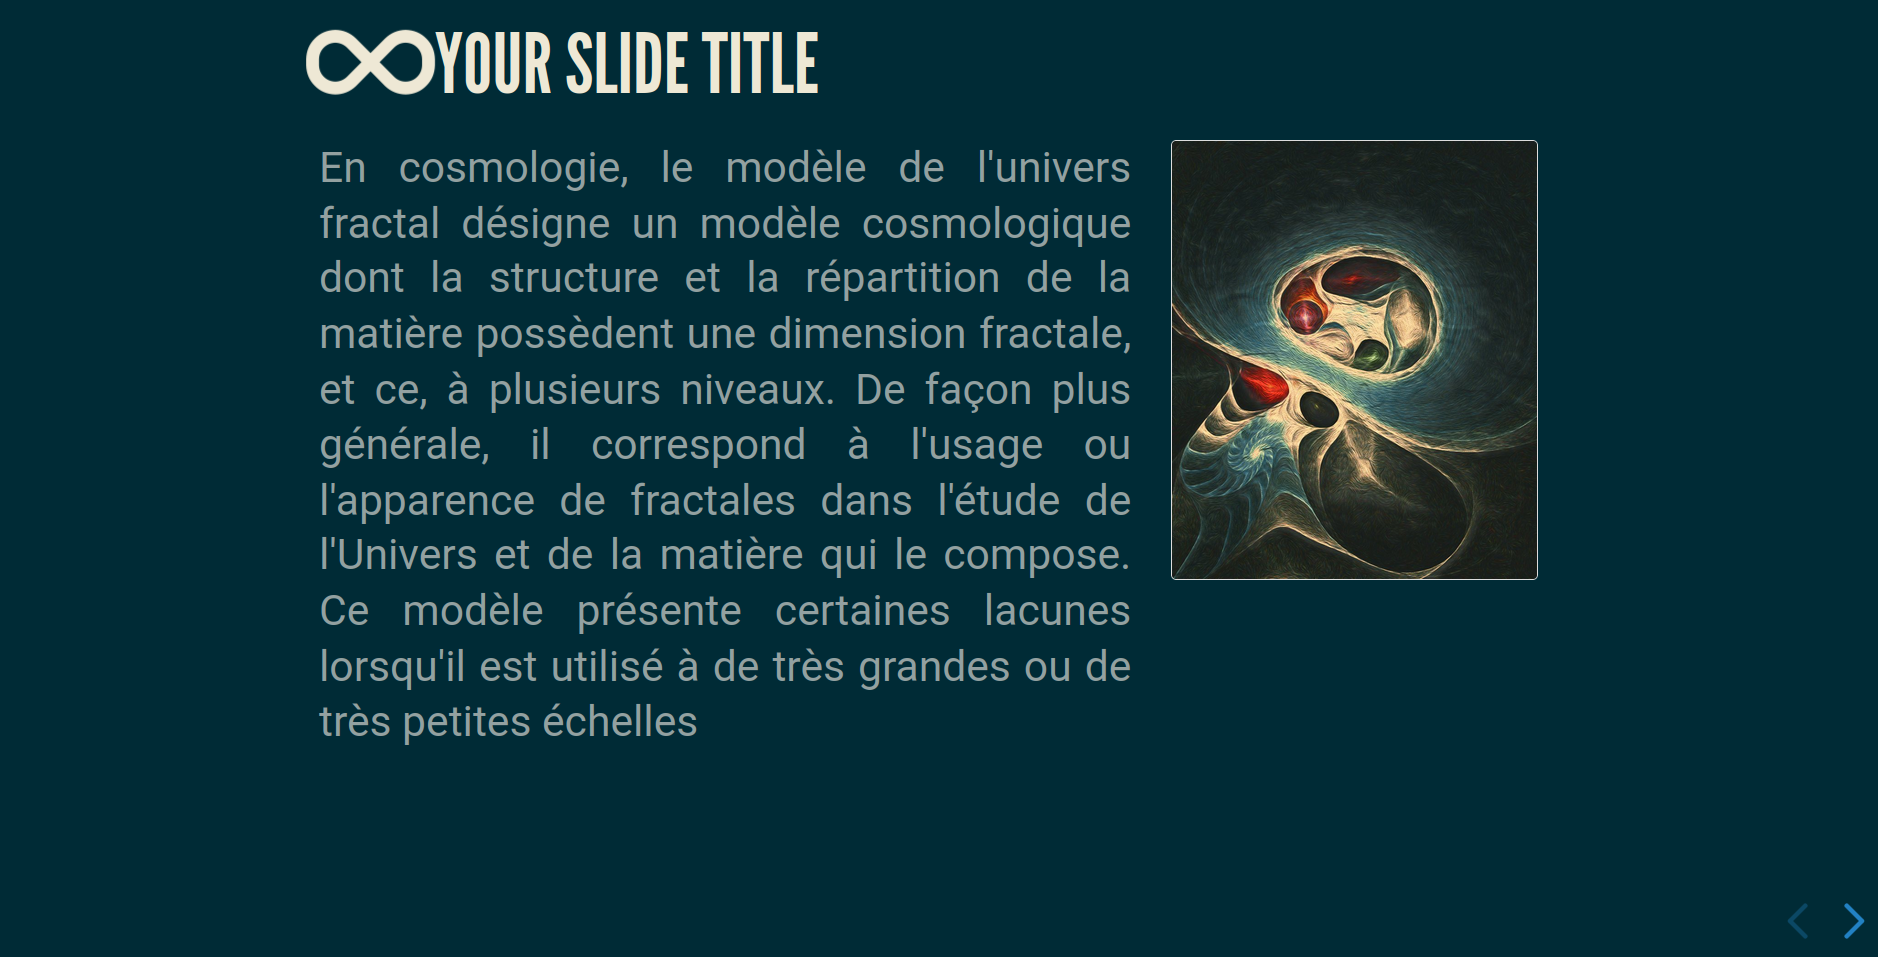 YOUR SLIDE TITLE
En cosmologie, le modèle de l'univers
fractal désigne un modèle cosmologique
dont la structure et la répartition de la
matière possèdent une dimension fractale,
et ce, à plusieurs niveaux. De façon plus
générale, il correspond à l'usage ou
l'apparence de fractales dans l'étude de
l'Univers et de la matière qui le compose.
Ce modèle présente certaines lacunes
lorsqu'il est utilisé à de très grandes ou de
très petites échelles